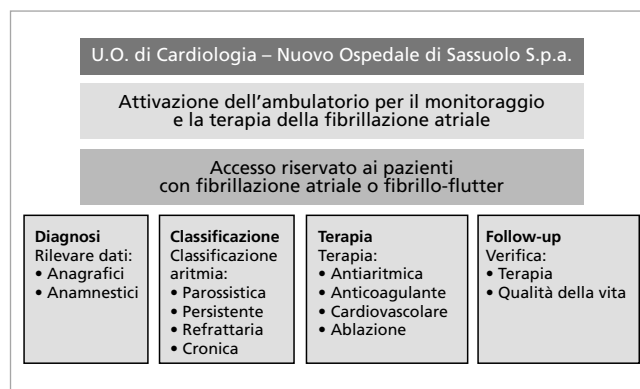 U.O. di Cardiologia – Nuovo Ospedale di Sassuolo S.p.a.
Attivazione dell'ambulatorio per il monitoraggio
e la terapia della fibrillazione atriale
Accesso riservato ai pazienti
con fibrillazione atriale o fibrillo-flutter
Diagnosi
Rilevare dati:
• Anagrafici
• Anamnestici
Classificazione
Classificazione
aritmia:
• Parossistica
• Persistente
• Refrattaria
• Cronica
Terapia
Terapia:
• Antiaritmica
• Anticoagulante
• Cardiovascolare
• Ablazione
Follow-up
Verifica:
• Terapia
• Qualità della vita